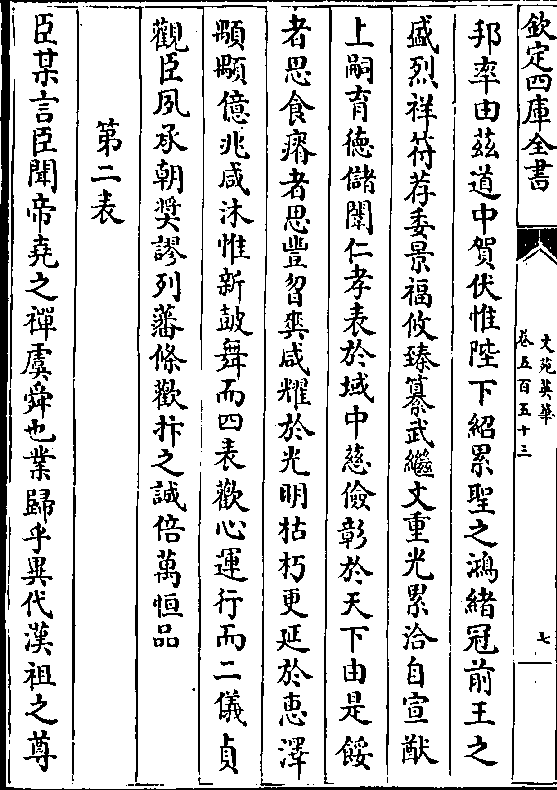 欽定四庫全書
文苑英華
卷五百五十三
七
邦率由茲道中賀伏惟陛下紹累聖之鴻緒冠前王之
盛烈祥符荐委景福攸臻纂武繼文重光累洽自宣猷
上嗣育徳儲闈仁孝表於域中慈儉彰於天下由是餒
者思食瘠者思豐曶爽咸耀於光明枯朽更延於惠澤
顒顒億兆咸沐惟新鼓舞而四表歡心運行而二儀貞
觀臣夙承朝奬謬列藩條歡抃之誠倍萬恒品
第二表
臣某言臣聞帝堯之禪虞舜也業歸乎異代漢祖之尊